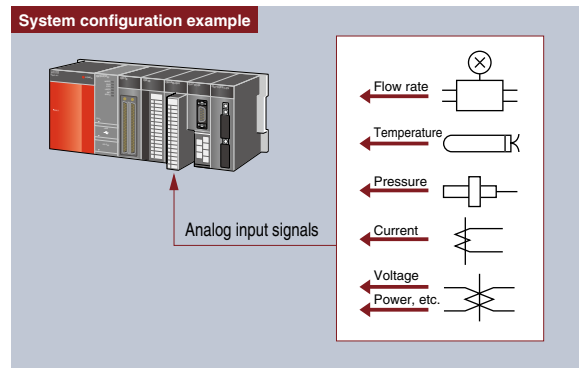 System configuration example
Flow rate
Temperature
Pressure
Current
Voltage
Power, etc.
Analog input signals